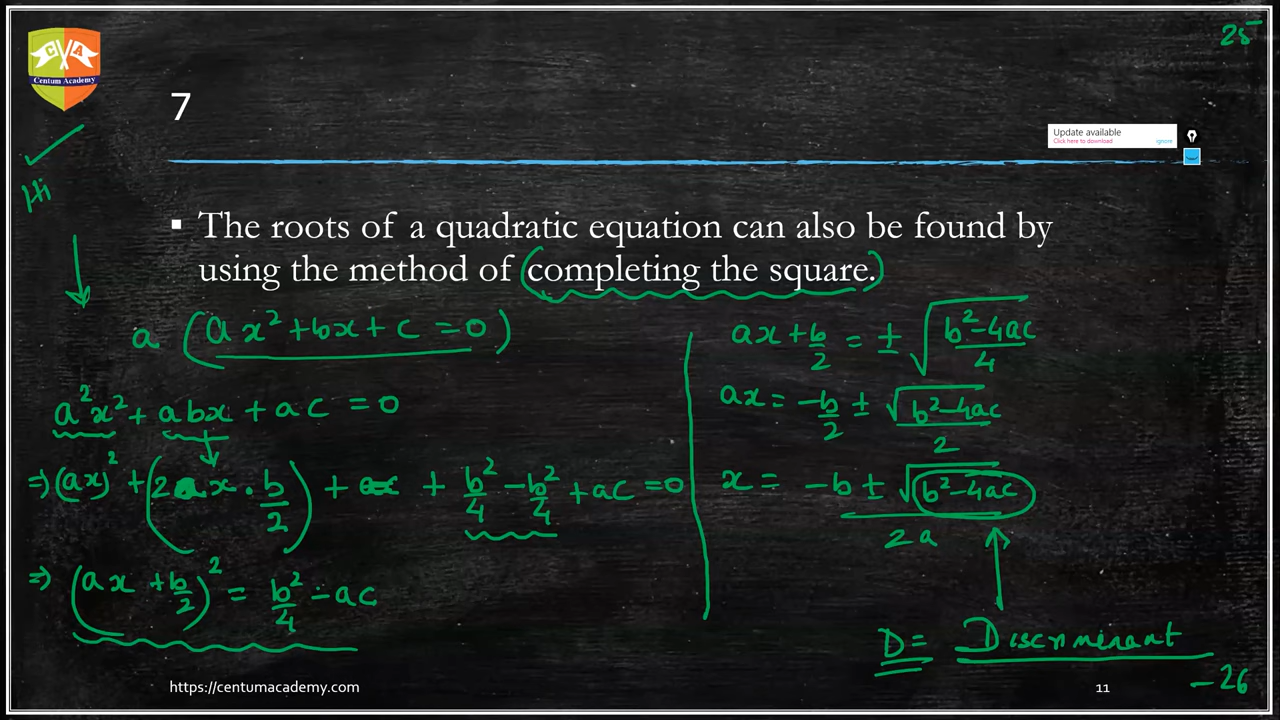 25
C A
Centum Academy
7
Update available
Click here to download ignore
Hi
▪ The roots of a quadratic equation can also be found by
using the method of completing the square.
a (ax² + bx + c = 0)
a²x² + abx + ac = 0
⇒ (ax)² + (2ax · b/2) + b²/4 − b²/4 + ac = 0
⇒ (ax + b/2)² = b²/4 − ac
ax + b/2 = ± √(b² − 4ac)/4
ax = −b/2 ± √(b² − 4ac)/2
x = −b ± √(b² − 4ac)
2a
D = Discriminant
https://centumacademy.com
11
− 26